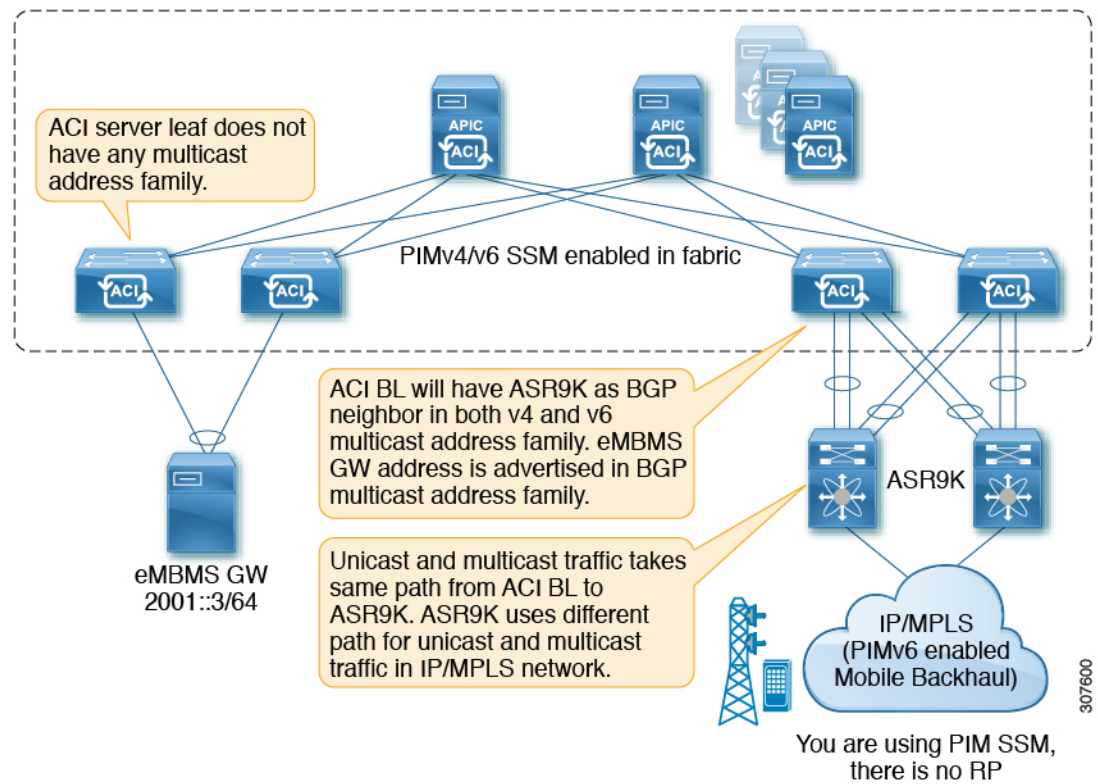 APIC
ACI
APIC
ACI
APIC
ACI
ACI server leaf does not
have any multicast
address family.
PIMv4/v6 SSM enabled in fabric
ACI
ACI
ACI
ACI
ACI BL will have ASR9K as BGP
neighbor in both v4 and v6
multicast address family. eMBMS
GW address is advertised in BGP
multicast address family.
ASR9K
Unicast and multicast traffic takes
same path from ACI BL to
ASR9K. ASR9K uses different
path for unicast and multicast
traffic in IP/MPLS network.
eMBMS GW
2001::3/64
IP/MPLS
(PIMv6 enabled
Mobile Backhaul)
You are using PIM SSM,
there is no RP
307600